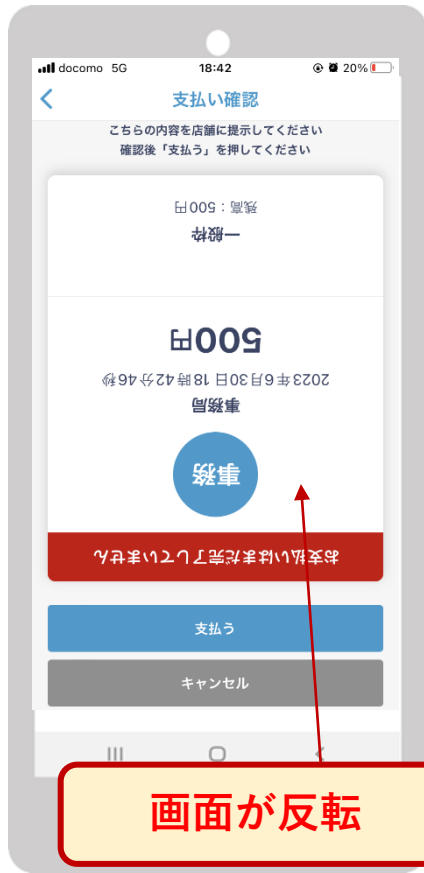 docomo 5G 18:42 20%
支払い確認
こちらの内容を店舗に提示してください
確認後「支払う」を押してください
お支払いはまだ完了していません
事務
事務局
2023年6月30日 18時42分46秒
500円
一般枠
残高：500円
支払う
キャンセル
画面が反転